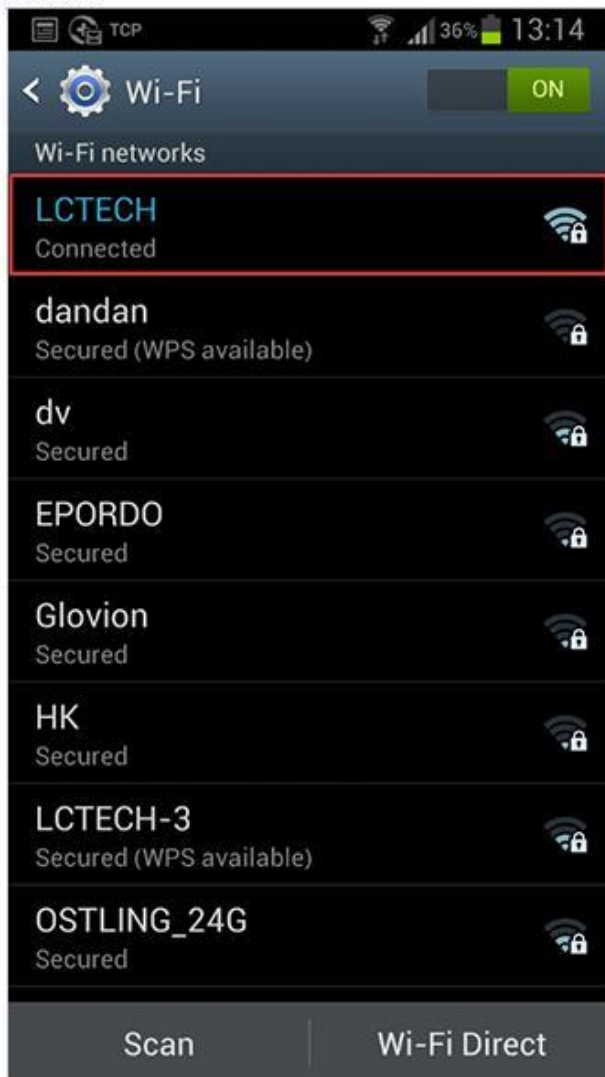 TCP 36% 13:14
Wi-Fi ON
Wi-Fi networks
LCTECH
Connected
dandan
Secured (WPS available)
dv
Secured
EPORDO
Secured
Glovion
Secured
HK
Secured
LCTECH-3
Secured (WPS available)
OSTLING_24G
Secured
Scan Wi-Fi Direct